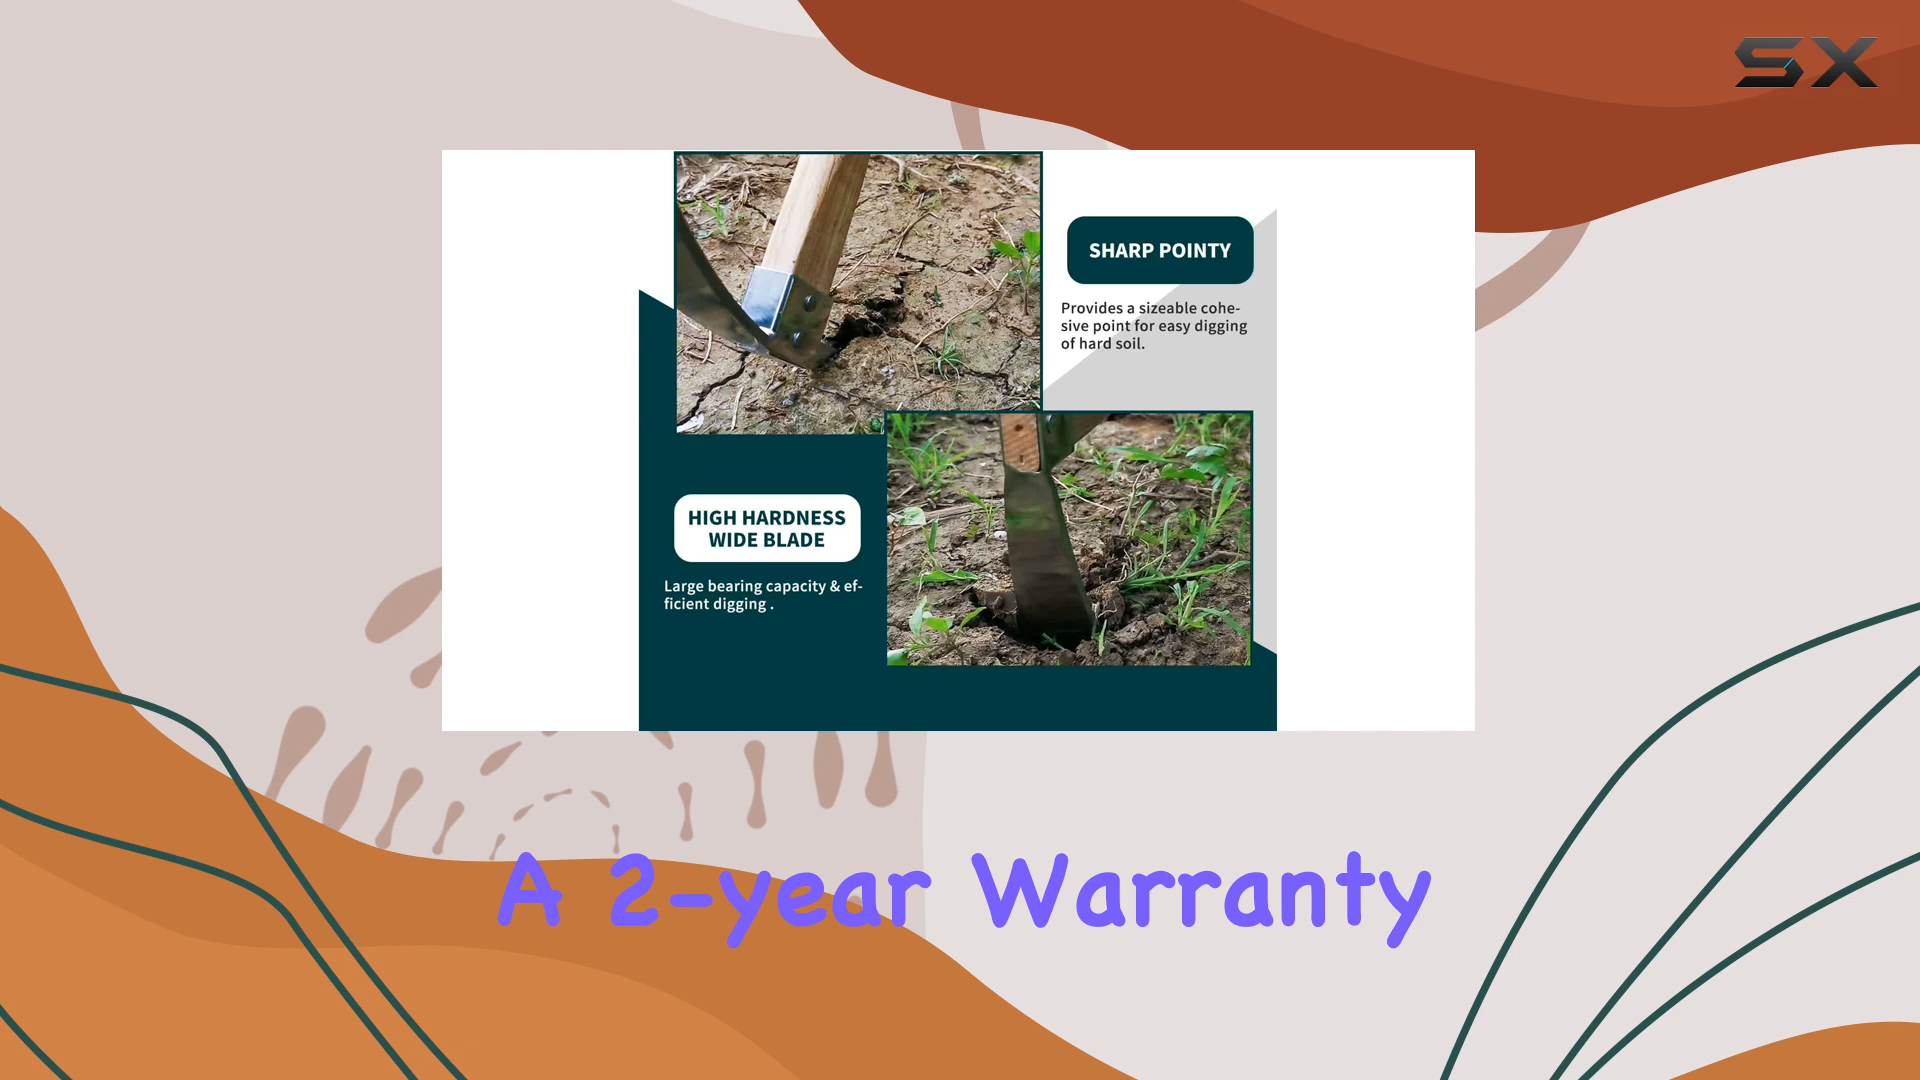 SX
SHARP POINTY
Provides a sizeable cohe-
sive point for easy digging
of hard soil.
HIGH HARDNESS
WIDE BLADE
Large bearing capacity & ef-
ficient digging .
A 2-year Warranty